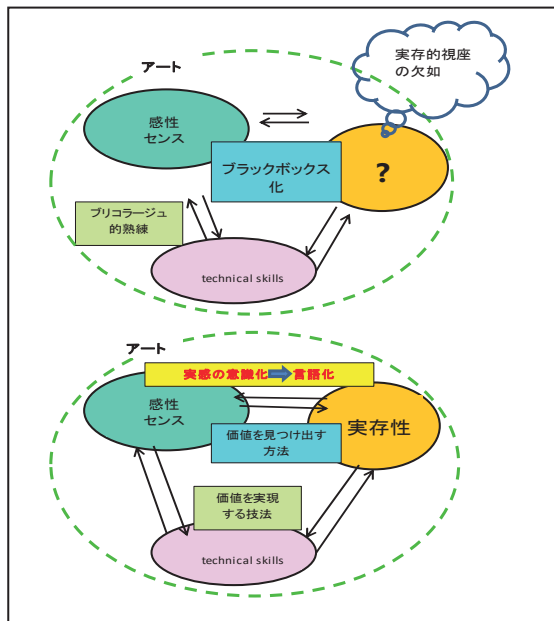 実存的視座
の欠如
アート
感性
センス
ブラックボックス
化
?
ブリコラージュ
的熟練
technical skills
アート
実感の意識化➡言語化
感性
センス
実存性
価値を見つけ出す
方法
価値を実現
する技法
technical skills